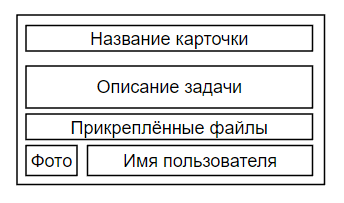 Название карточки
Описание задачи
Прикреплённые файлы
Фото Имя пользователя